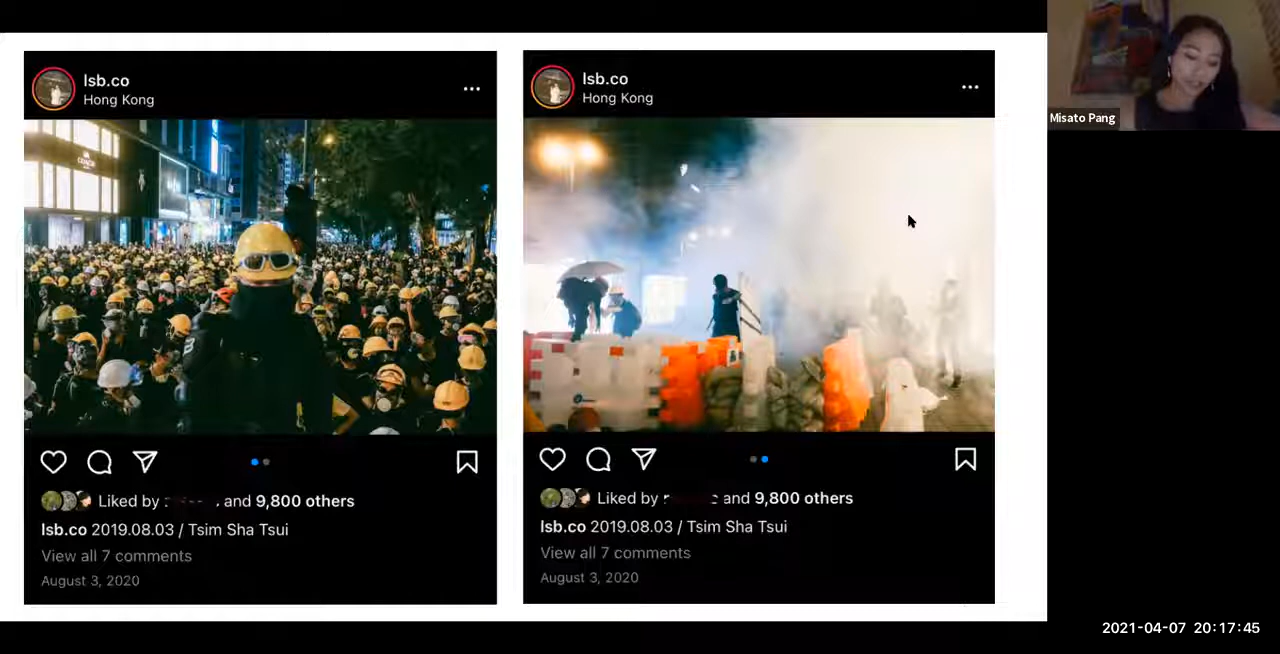 lsb.co
Hong Kong
COACH
Liked by
and 9,800 others
lsb.co 2019.08.03 / Tsim Sha Tsui
View all 7 comments
August 3, 2020
lsb.co
Hong Kong
Liked by
and 9,800 others
lsb.co 2019.08.03 / Tsim Sha Tsui
View all 7 comments
August 3, 2020
Misato Pang
2021-04-07 20:17:45